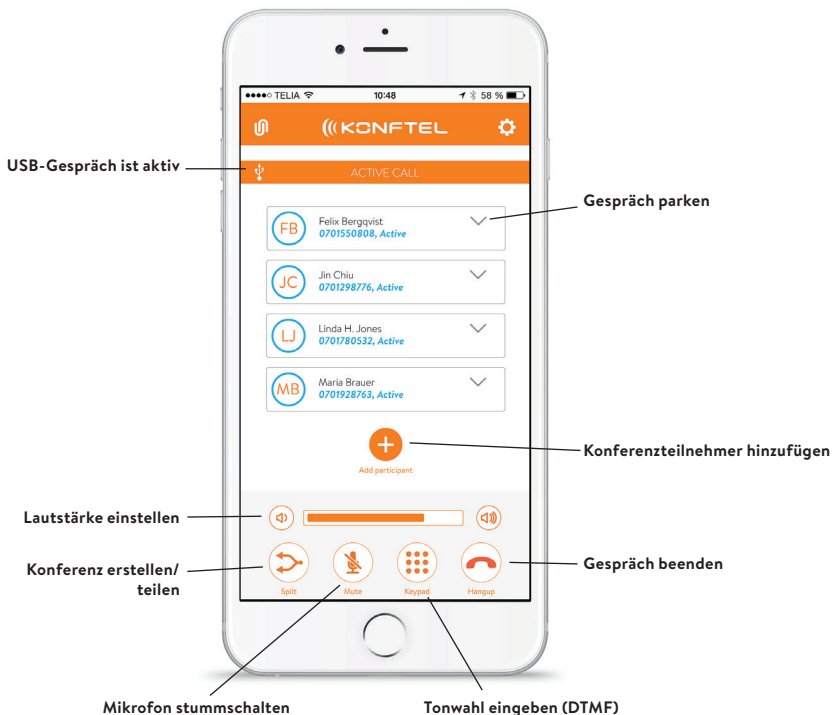 ●●●●○ TELIA 10:48 58 %
KONFTEL
USB-Gespräch ist aktiv
ACTIVE CALL
Gespräch parken
FB Felix Bergqvist
0701550808, Active
JC Jin Chiu
0701298776, Active
LJ Linda H. Jones
0701780532, Active
MB Maria Brauer
0701928763, Active
Konferenzteilnehmer hinzufügen
Add participant
Lautstärke einstellen
Konferenz erstellen/
teilen
Gespräch beenden
Split Mute Keypad Hangup
Mikrofon stummschalten
Tonwahl eingeben (DTMF)